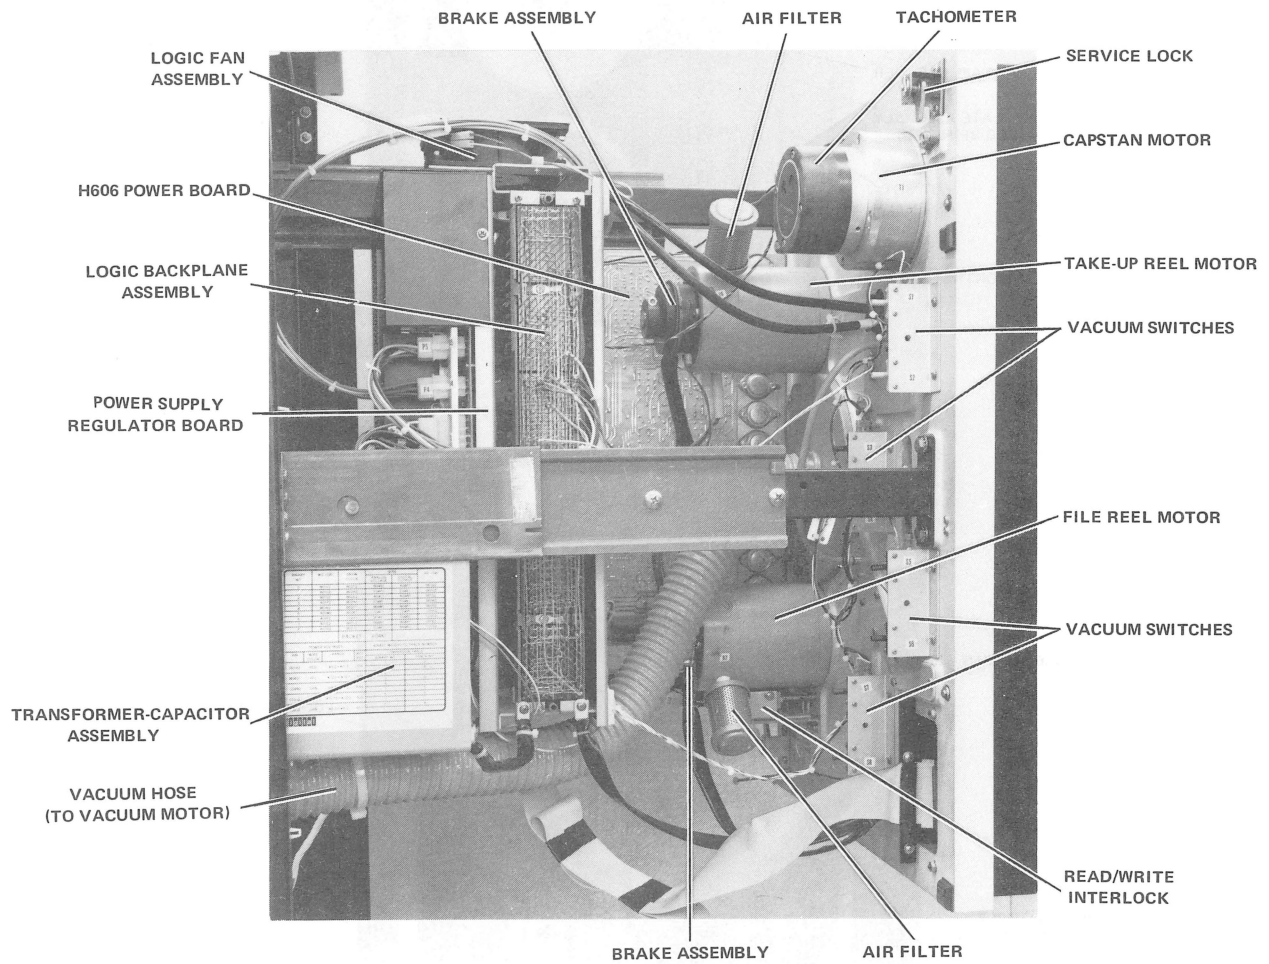 BRAKE ASSEMBLY
AIR FILTER
TACHOMETER
LOGIC FAN
ASSEMBLY
SERVICE LOCK
CAPSTAN MOTOR
H606 POWER BOARD
LOGIC BACKPLANE
ASSEMBLY
TAKE-UP REEL MOTOR
VACUUM SWITCHES
POWER SUPPLY
REGULATOR BOARD
FILE REEL MOTOR
VACUUM SWITCHES
TRANSFORMER-CAPACITOR
ASSEMBLY
VACUUM HOSE
(TO VACUUM MOTOR)
READ/WRITE
INTERLOCK
BRAKE ASSEMBLY
AIR FILTER